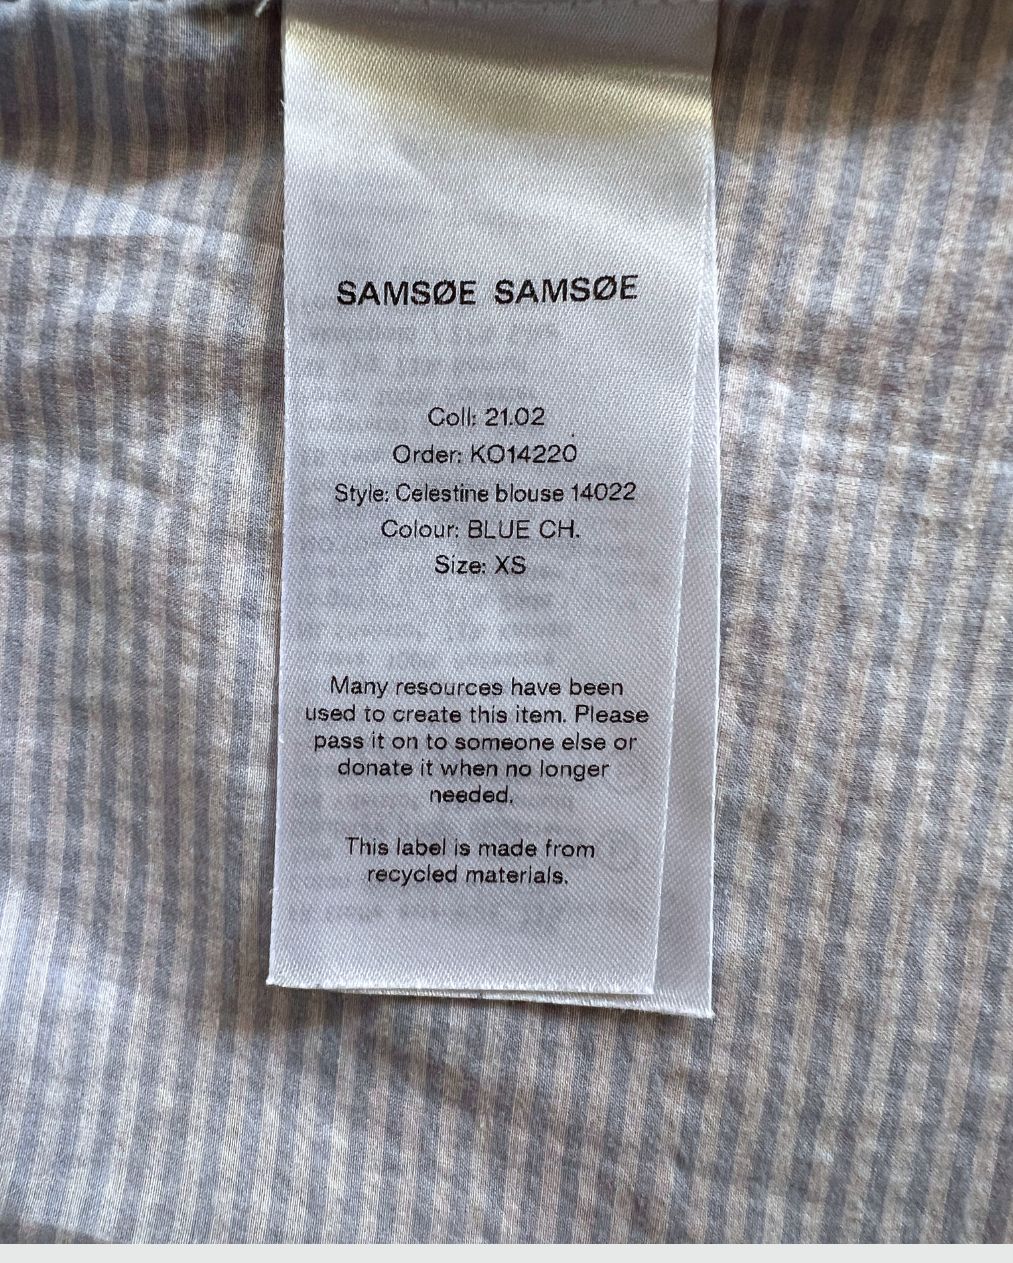 SAMSØE SAMSØE
Coll: 21.02
Order: KO14220
Style: Celestine blouse 14022
Colour: BLUE CH.
Size: XS
Many resources have been
used to create this item. Please
pass it on to someone else or
donate it when no longer
needed.
This label is made from
recycled materials.